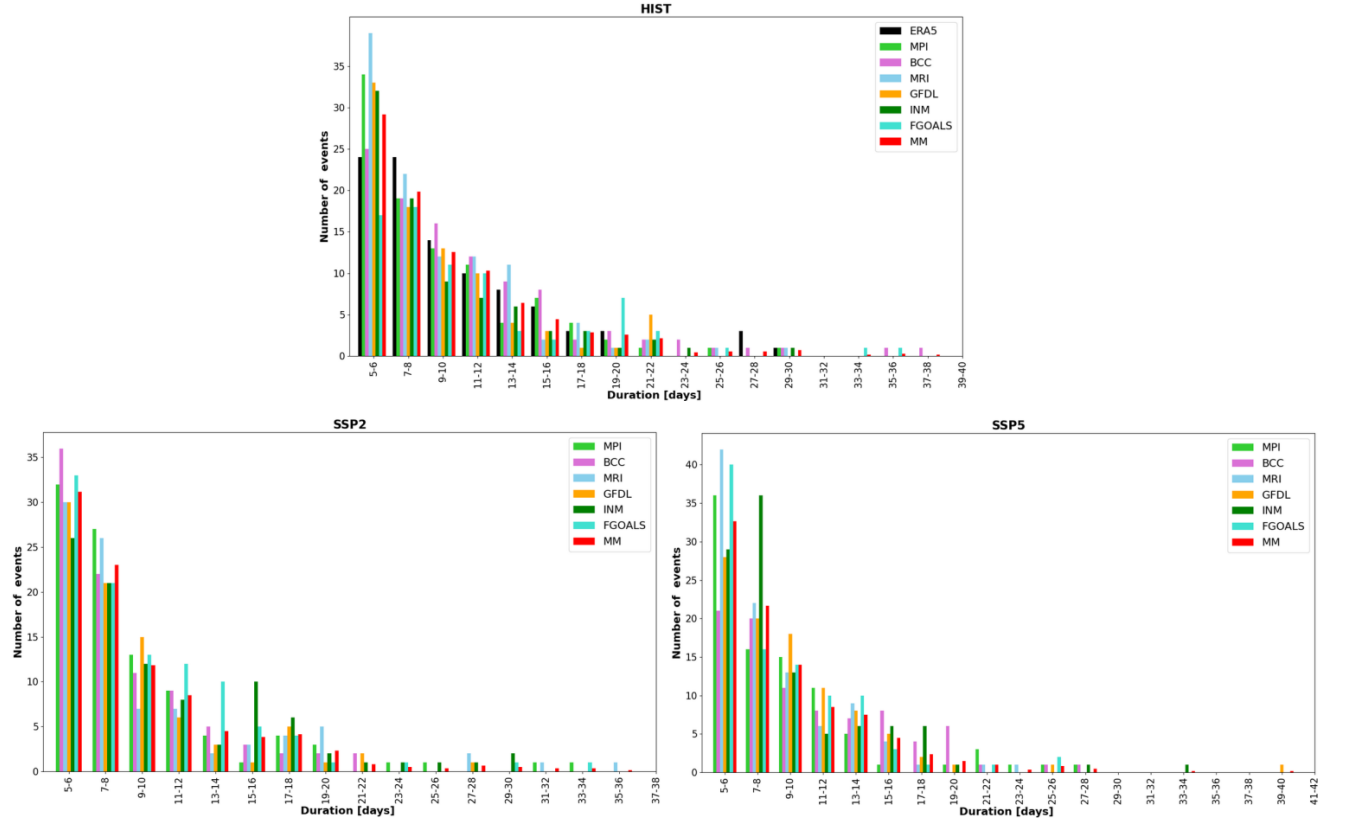 HIST
Number of events
35
30
25
20
15
10
5
0
ERA5
MPI
BCC
MRI
GFDL
INM
FGOALS
MM
5-6
7-8
9-10
11-12
13-14
15-16
17-18
19-20
21-22
23-24
25-26
27-28
29-30
31-32
33-34
35-36
37-38
39-40
Duration [days]
SSP2
Number of events
35
30
25
20
15
10
5
0
MPI
BCC
MRI
GFDL
INM
FGOALS
MM
5-6
7-8
9-10
11-12
13-14
15-16
17-18
19-20
21-22
23-24
25-26
27-28
29-30
31-32
33-34
35-36
37-38
Duration [days]
SSP5
Number of events
40
35
30
25
20
15
10
5
0
MPI
BCC
MRI
GFDL
INM
FGOALS
MM
5-6
7-8
9-10
11-12
13-14
15-16
17-18
19-20
21-22
23-24
25-26
27-28
29-30
31-32
33-34
35-36
37-38
39-40
41-42
Duration [days]